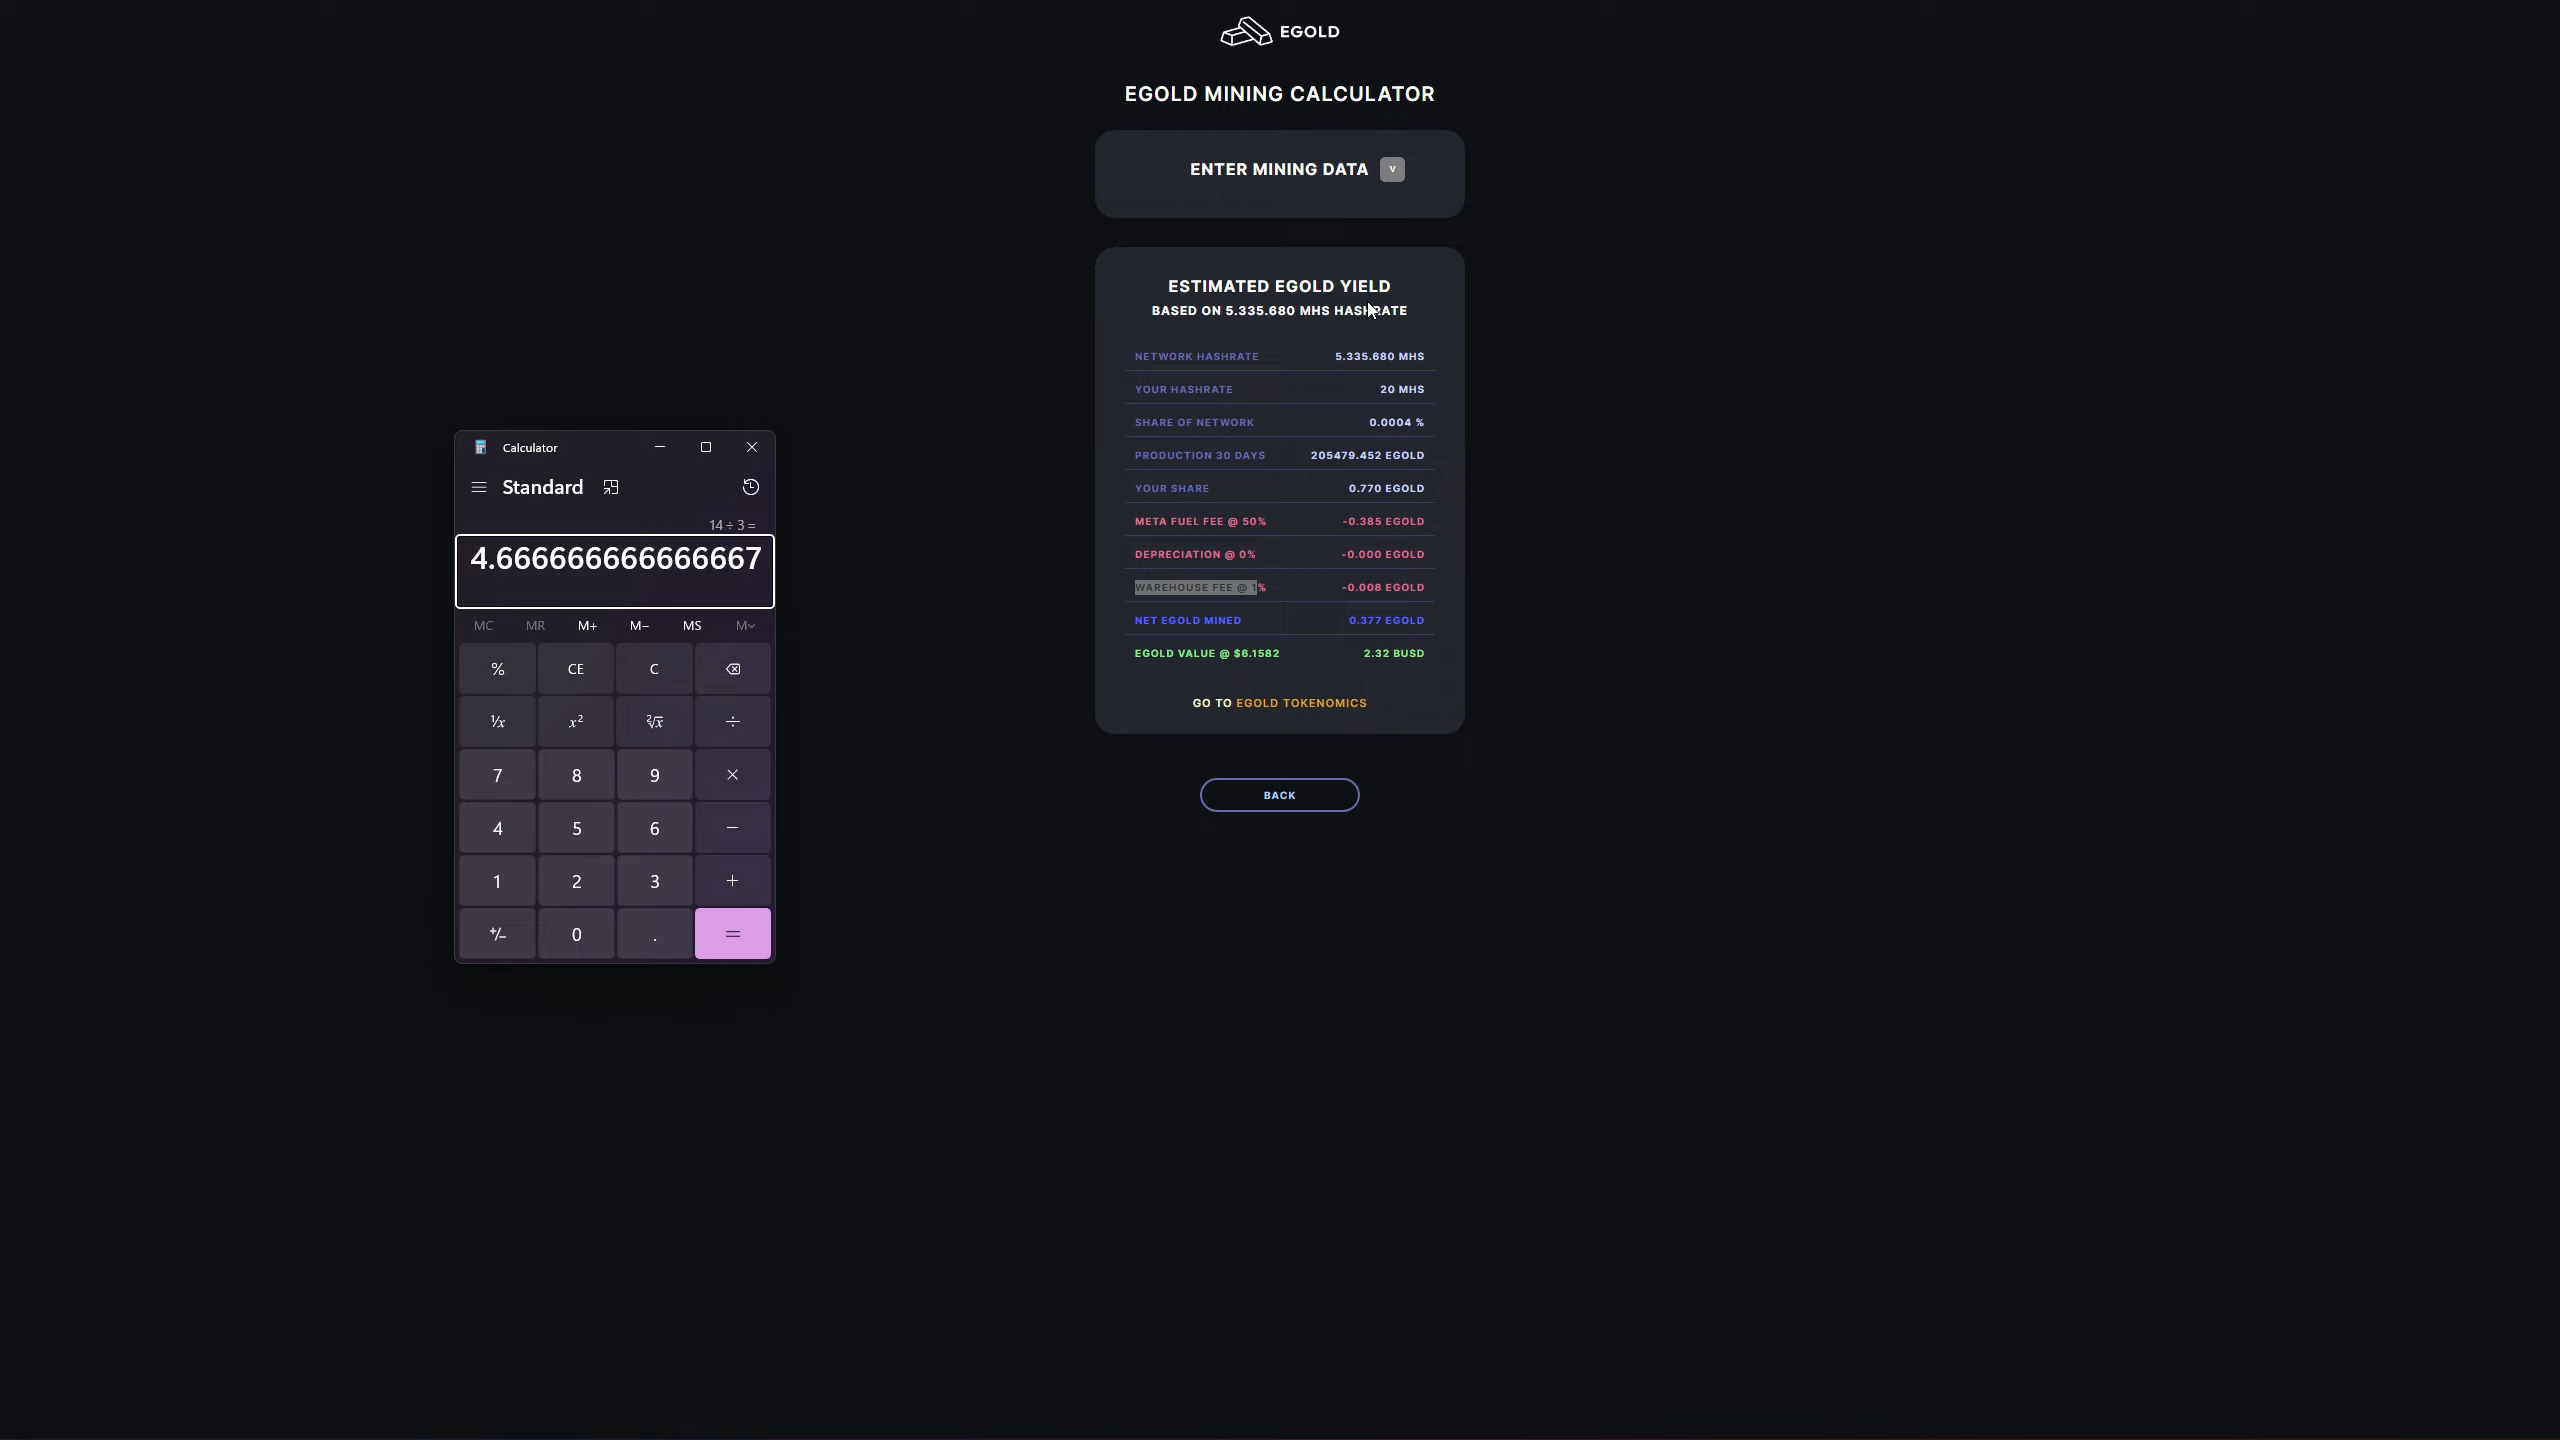 EGOLD
EGOLD MINING CALCULATOR
ENTER MINING DATA v
ESTIMATED EGOLD YIELD
BASED ON 5.335.680 MHS HASHRATE
NETWORK HASHRATE 5.335.680 MHS
YOUR HASHRATE 20 MHS
SHARE OF NETWORK 0.0004 %
PRODUCTION 30 DAYS 205479.452 EGOLD
YOUR SHARE 0.770 EGOLD
META FUEL FEE @ 50% -0.385 EGOLD
DEPRECIATION @ 0% -0.000 EGOLD
WAREHOUSE FEE @ 1% -0.008 EGOLD
NET EGOLD MINED 0.377 EGOLD
EGOLD VALUE @ $6.1582 2.32 BUSD
GO TO EGOLD TOKENOMICS
BACK
Calculator
Standard
14 ÷ 3 =
4.666666666666667
MC MR M+ M− MS M˅
% CE C
⅟x x² ²√x ÷
7 8 9 ×
4 5 6 −
1 2 3 +
+/− 0 . =